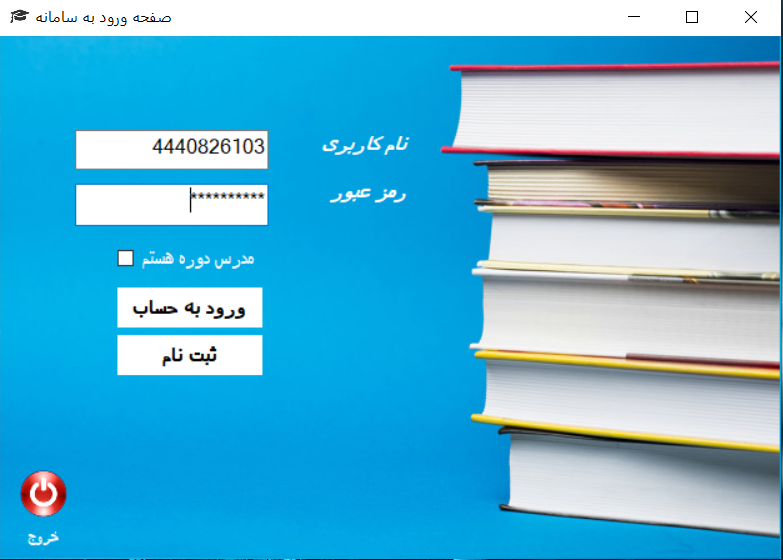 صفحه ورود به سامانه
نام کاربری
4440826103
رمز عبور
**********
مدرس دوره هستم
ورود به حساب
ثبت نام
خروج